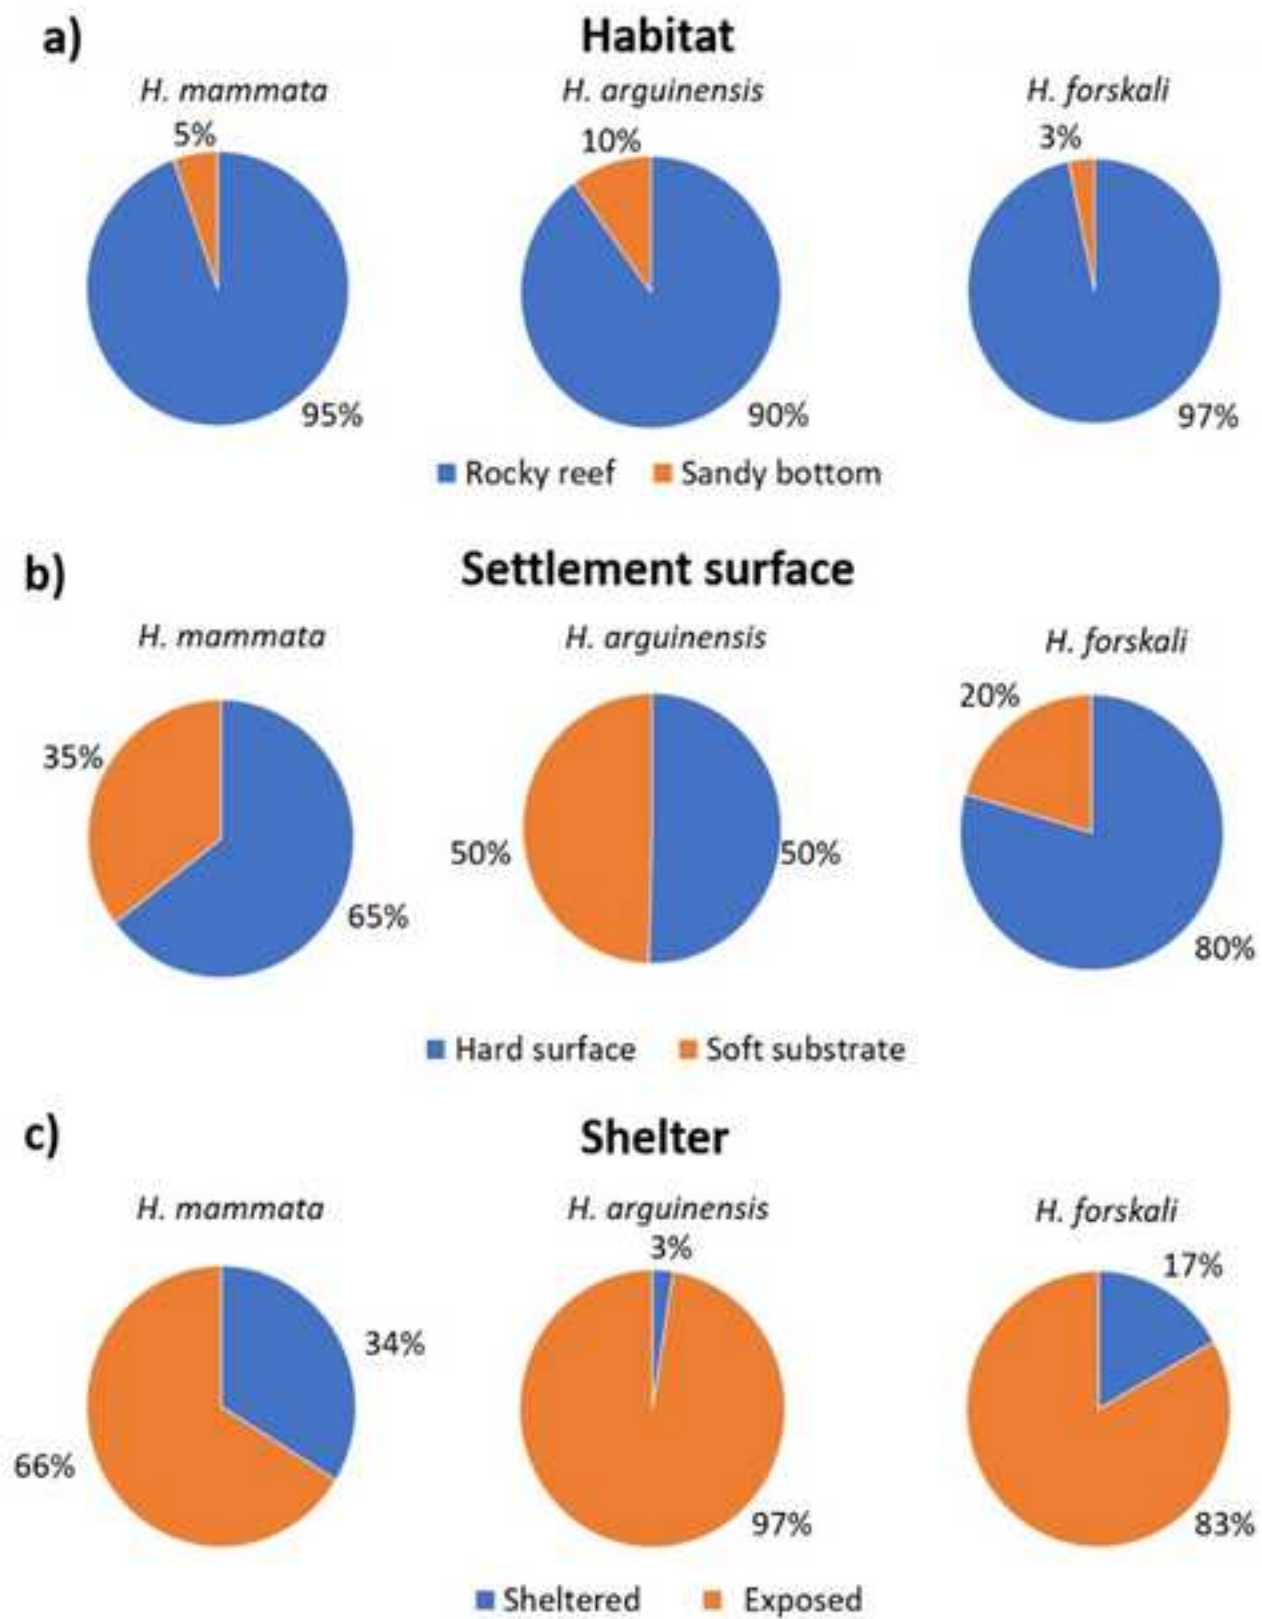 a) Habitat
H. mammata H. arguinensis H. forskali
5% 10% 3%
95% 90% 97%
Rocky reef Sandy bottom
b) Settlement surface
H. mammata H. arguinensis H. forskali
35% 50% 50% 20%
65% 80%
Hard surface Soft substrate
c) Shelter
H. mammata H. arguinensis H. forskali
3% 17%
34%
66% 97% 83%
Sheltered Exposed